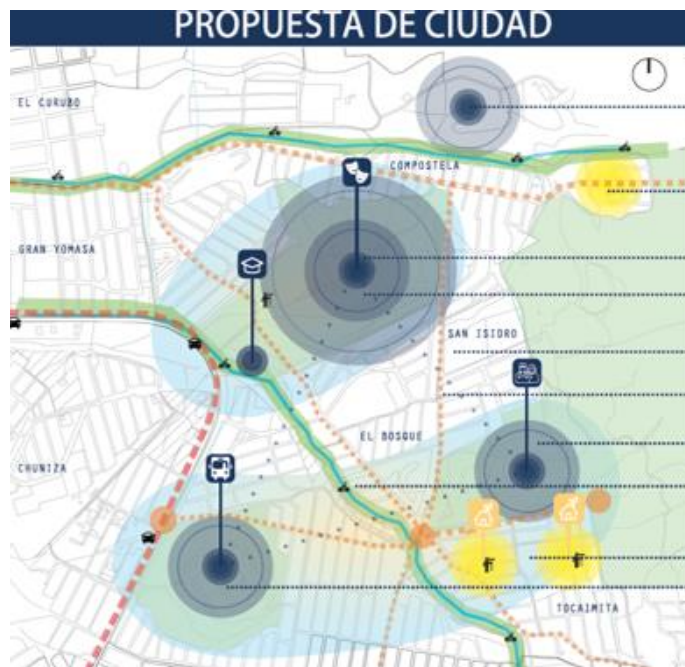 PROPUESTA DE CIUDAD
EL CURUBO
COMPOSTELA
GRAN YOMASA
SAN ISIDRO
EL BOSQUE
CHUNIZA
TOCAIMITA